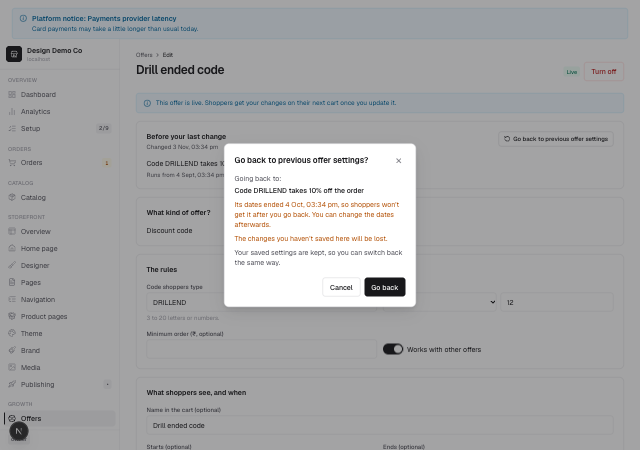 Platform notice: Payments provider latency
Card payments may take a little longer than usual today.
Design Demo Co
localhost
OVERVIEW
Dashboard
Analytics
Setup
2/9
ORDERS
Orders
1
CATALOG
Catalog
STOREFRONT
Overview
Home page
Designer
Pages
Navigation
Product pages
Theme
Brand
Media
Publishing
GROWTH
Offers
N
Offers > Edit
Drill ended code
Live
Turn off
This offer is live. Shoppers get your changes on their next cart once you update it.
Before your last change
Changed 3 Nov, 03:34 pm
Go back to previous offer settings
Code DRILLEND takes
Runs from 4 Sept, 03:34 pm
What kind of offer?
Discount code
The rules
Code shoppers type
DRILLEND
12
3 to 20 letters or numbers.
Minimum order (₹, optional)
Works with other offers
What shoppers see, and when
Name in the cart (optional)
Drill ended code
Starts (optional)
Ends (optional)
Go back to previous offer settings?
×
Going back to:
Code DRILLEND takes 10% off the order
Its dates ended 4 Oct, 03:34 pm, so shoppers won't
get it after you go back. You can change the dates
afterwards.
The changes you haven't saved here will be lost.
Your saved settings are kept, so you can switch back
the same way.
Cancel
Go back